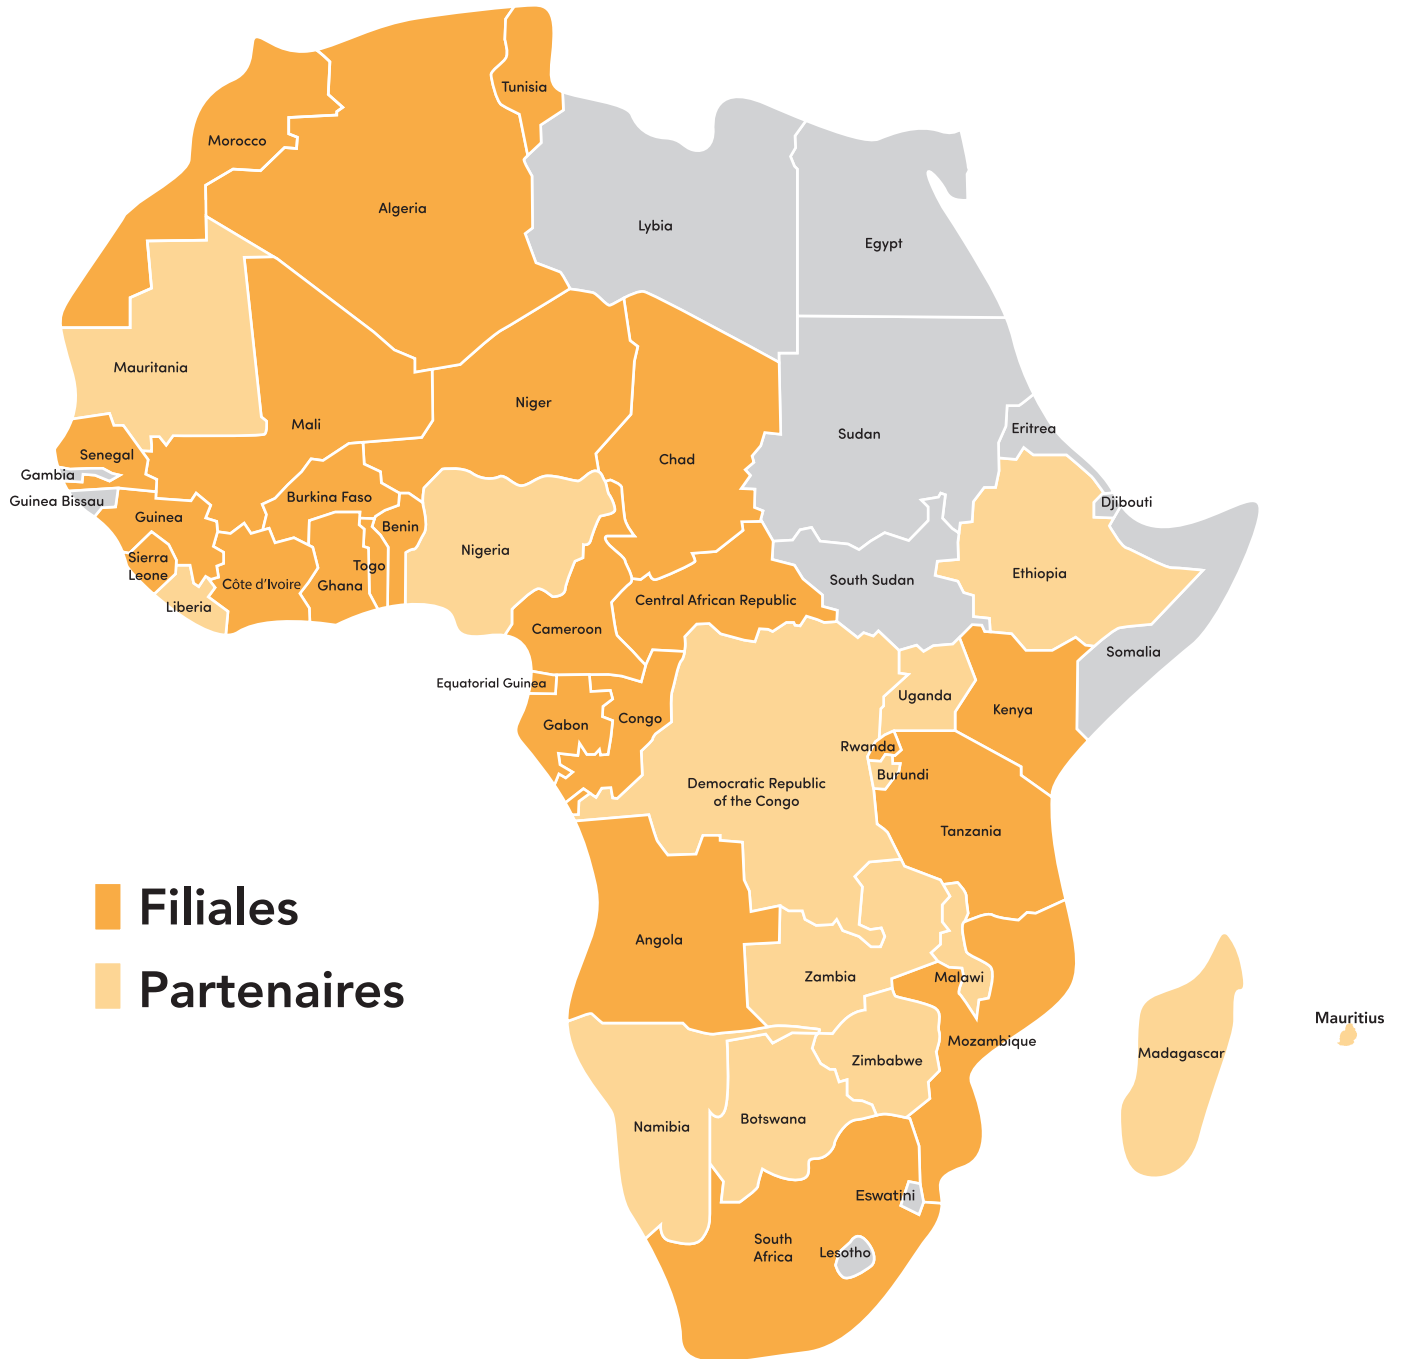 Tunisia
Morocco
Algeria
Lybia
Egypt
Mauritania
Mali
Niger
Chad
Sudan
Eritrea
Senegal
Gambia
Guinea Bissau
Guinea
Burkina Faso
Benin
Djibouti
Sierra
Leone
Côte d'Ivoire
Ghana
Togo
Nigeria
Ethiopia
South Sudan
Liberia
Central African Republic
Cameroon
Somalia
Equatorial Guinea
Uganda
Kenya
Gabon
Congo
Rwanda
Burundi
Democratic Republic
of the Congo
Tanzania
Filiales
Partenaires
Angola
Zambia
Malawi
Mauritius
Mozambique
Madagascar
Zimbabwe
Namibia
Botswana
Eswatini
South
Africa
Lesotho